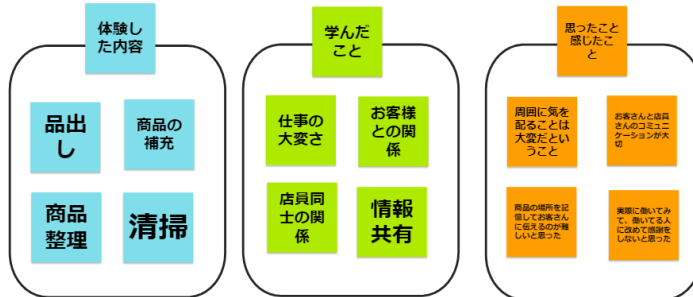 体験し
た内容
品出
し
商品の
補充
商品
整理
清掃
学んだ
こと
仕事の
大変さ
お客様
との関
係
店員同
士の関
係
情報
共有
思ったこと
感じたこ
と
周囲に気を
配ることは
大変だとい
うこと
お客さんと店員
さんのコミュニ
ケーションが大
切
商品の場所を記
憶してお客さん
に伝えるのが難
しいと思った
実際に働いてみ
て、働いてる人
に改めて感謝を
しないと思った